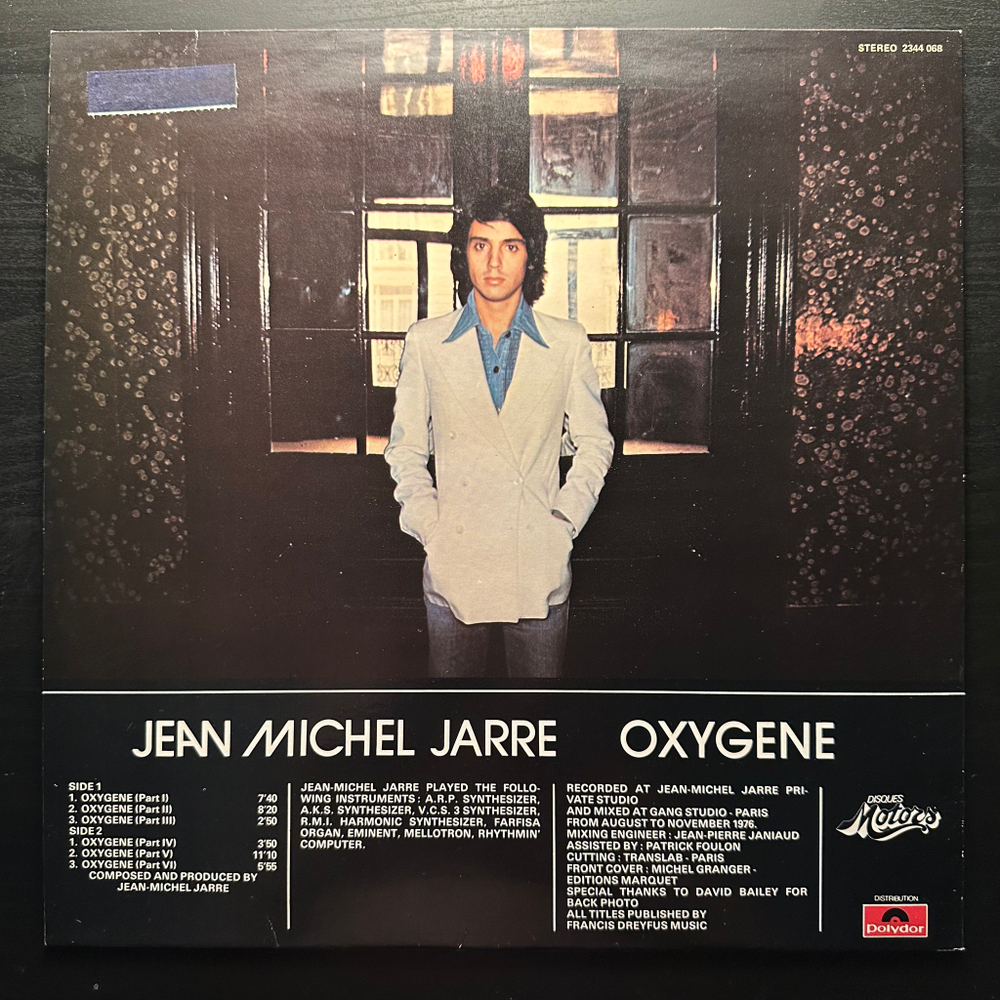 STEREO 2344 068
JEAN MICHEL JARRE OXYGENE
SIDE 1
1. OXYGENE (Part I) 7'40
2. OXYGENE (Part II) 8'20
3. OXYGENE (Part III) 2'50
SIDE 2
1. OXYGENE (Part IV) 3'50
2. OXYGENE (Part V) 11'10
3. OXYGENE (Part VI) 5'55
COMPOSED AND PRODUCED BY
JEAN-MICHEL JARRE
JEAN-MICHEL JARRE PLAYED THE FOLLO-
WING INSTRUMENTS : A.R.P. SYNTHESIZER,
A.K.S. SYNTHESIZER, V.C.S. 3 SYNTHESIZER,
R.M.I. HARMONIC SYNTHESIZER, FARFISA
ORGAN, EMINENT, MELLOTRON, RHYTHMIN'
COMPUTER.
RECORDED AT JEAN-MICHEL JARRE PRI-
VATE STUDIO
AND MIXED AT GANG STUDIO - PARIS
FROM AUGUST TO NOVEMBER 1976.
MIXING ENGINEER : JEAN-PIERRE JANIAUD
ASSISTED BY : PATRICK FOULON
CUTTING : TRANSLAB - PARIS
FRONT COVER : MICHEL GRANGER -
EDITIONS MARQUET
SPECIAL THANKS TO DAVID BAILEY FOR
BACK PHOTO
ALL TITLES PUBLISHED BY
FRANCIS DREYFUS MUSIC
DISQUES
Motors
DISTRIBUTION
polydor